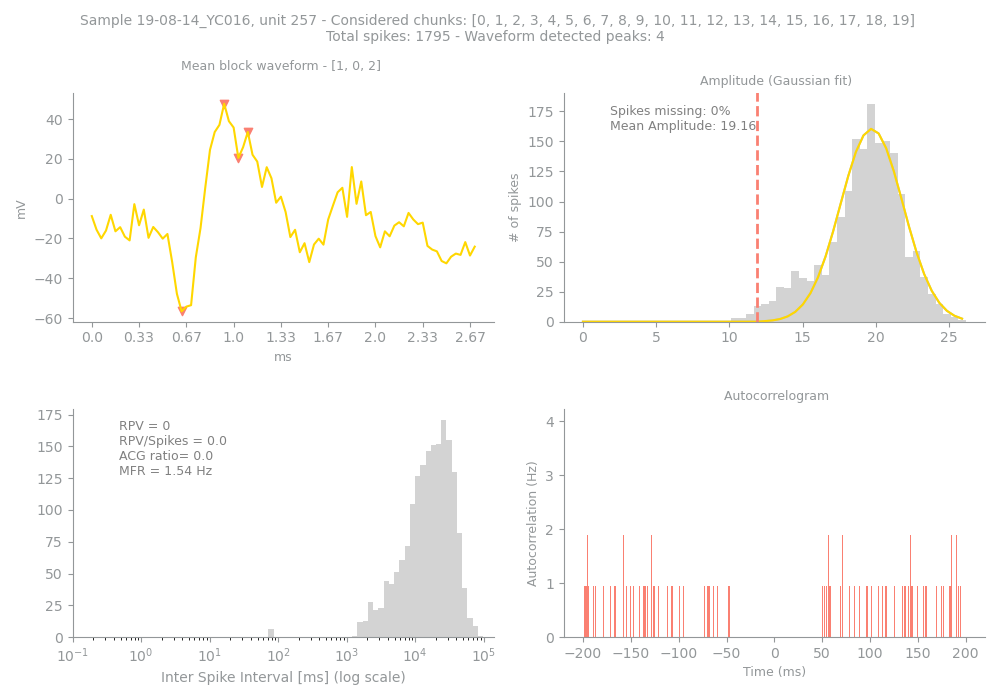 Sample 19-08-14_YC016, unit 257 - Considered chunks: [0, 1, 2, 3, 4, 5, 6, 7, 8, 9, 10, 11, 12, 13, 14, 15, 16, 17, 18, 19]
Total spikes: 1795 - Waveform detected peaks: 4
Mean block waveform - [1, 0, 2]
mV
40
20
0
−20
−40
−60
0.0 0.33 0.67 1.0 1.33 1.67 2.0 2.33 2.67
ms
Amplitude (Gaussian fit)
Spikes missing: 0%
Mean Amplitude: 19.16
# of spikes
175
150
125
100
75
50
25
0
0 5 10 15 20 25
RPV = 0
RPV/Spikes = 0.0
ACG ratio= 0.0
MFR = 1.54 Hz
175
150
125
100
75
50
25
0
10−1 100 101 102 103 104 105
Inter Spike Interval [ms] (log scale)
Autocorrelogram
Autocorrelation (Hz)
4
3
2
1
0
−200 −150 −100 −50 0 50 100 150 200
Time (ms)